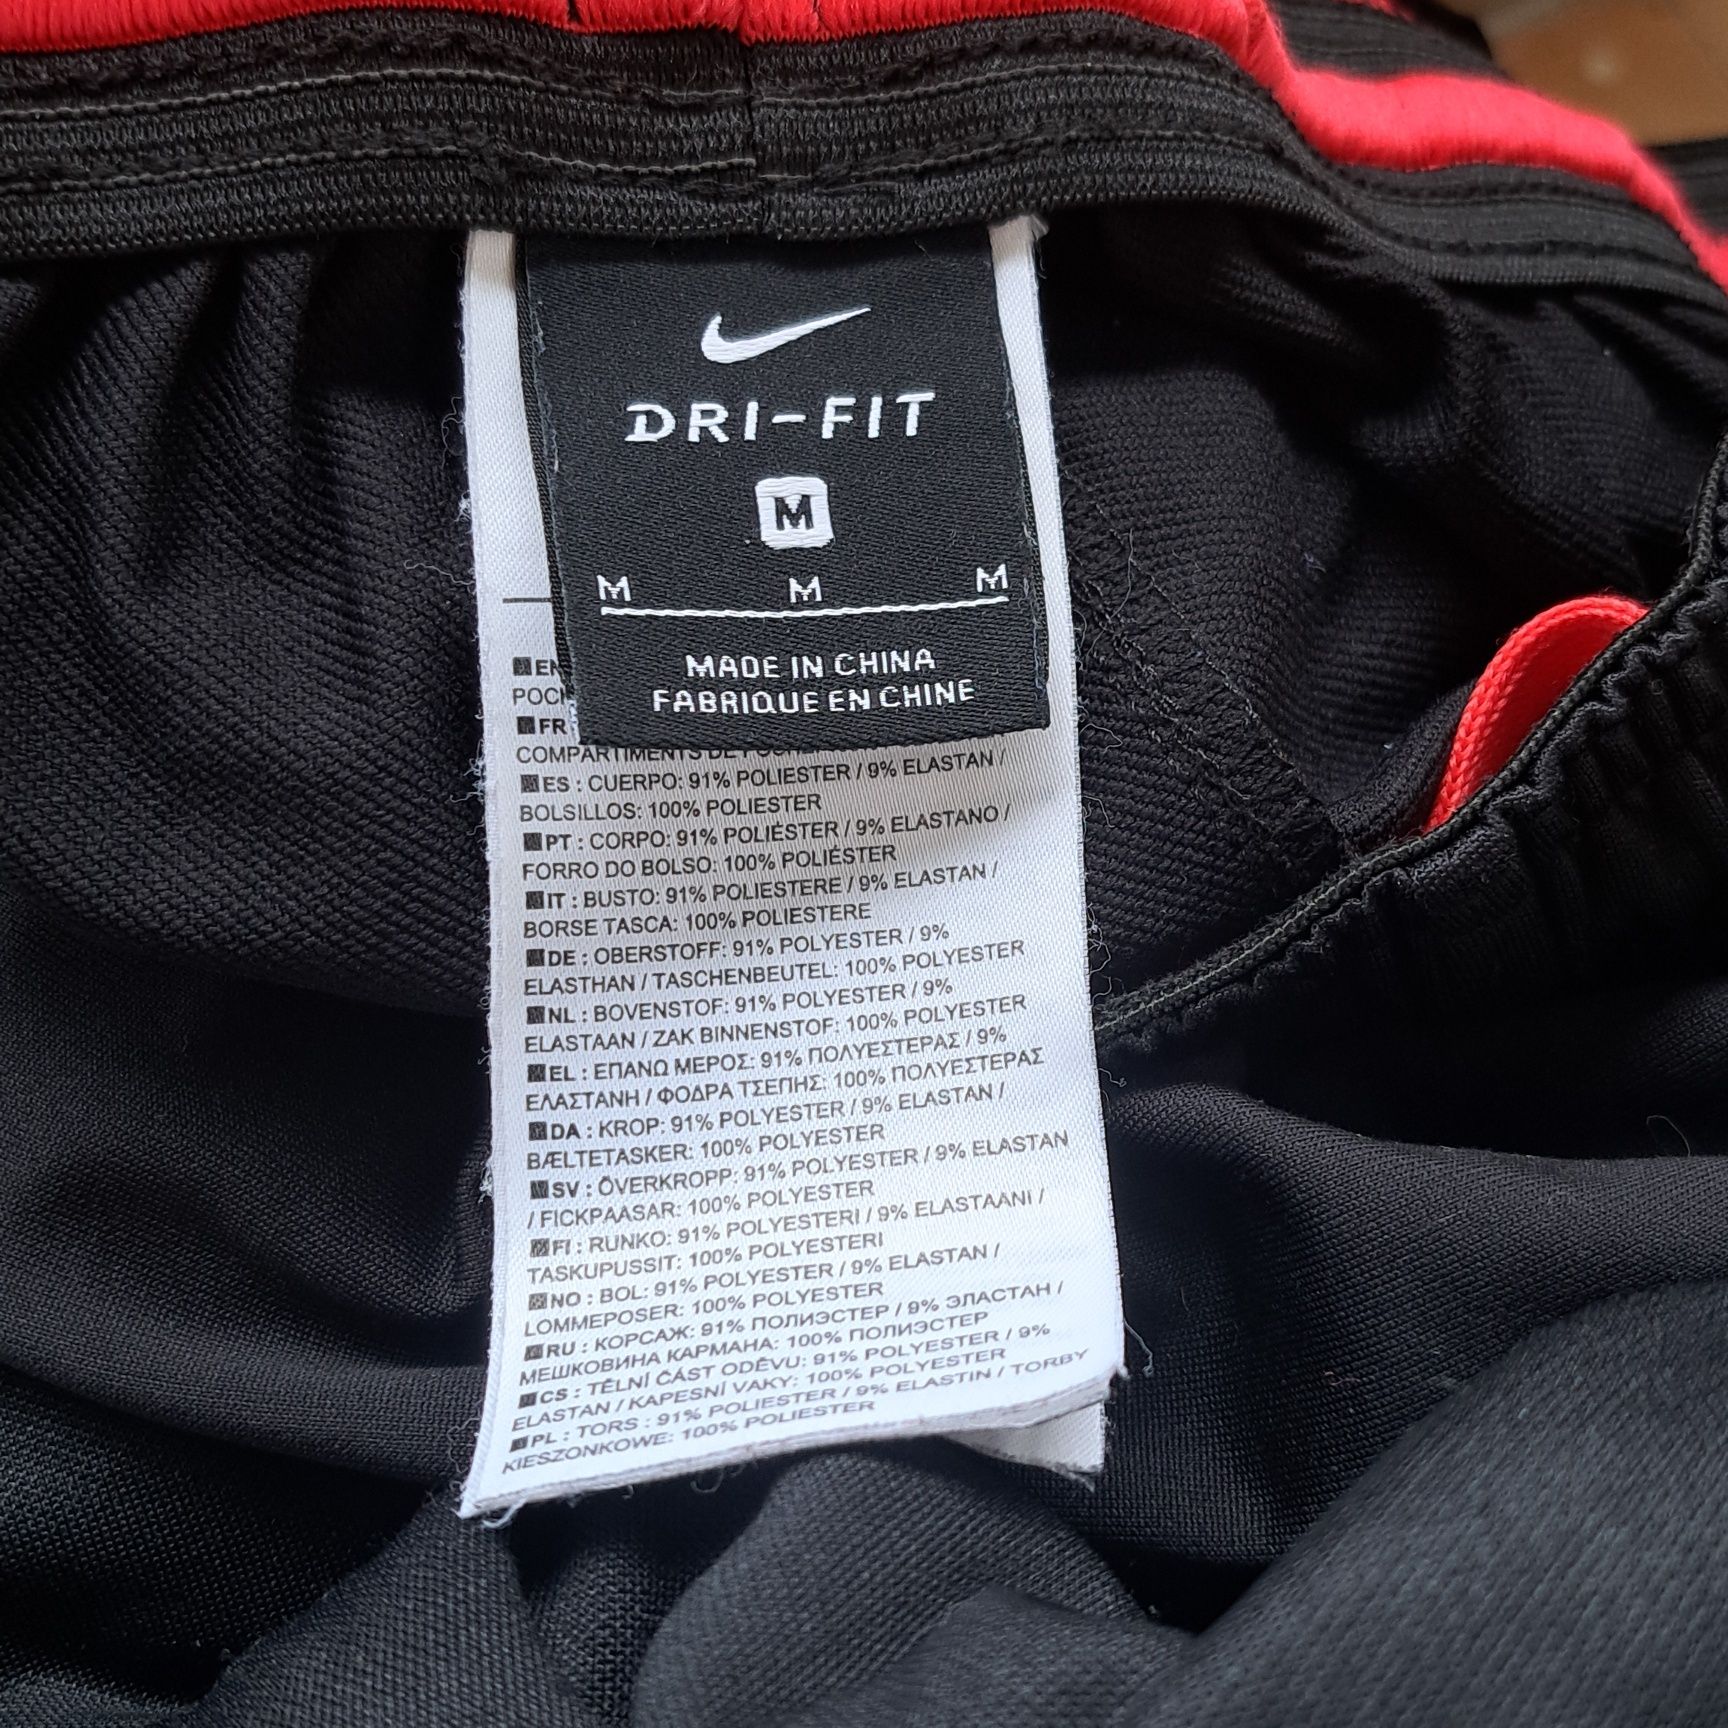 DRI-FIT
M
M M M
MADE IN CHINA
FABRIQUE EN CHINE
EN
FR
COMPARTIMENTS DE
ES : CUERPO: 91% POLIESTER / 9% ELASTAN /
BOLSILLOS: 100% POLIESTER
PT : CORPO: 91% POLIÉSTER / 9% ELASTANO /
FORRO DO BOLSO: 100% POLIÉSTER
IT : BUSTO: 91% POLIESTERE / 9% ELASTAN /
BORSE TASCA: 100% POLIESTERE
DE : OBERSTOFF: 91% POLYESTER / 9%
ELASTHAN / TASCHENBEUTEL: 100% POLYESTER
NL : BOVENSTOF: 91% POLYESTER / 9%
ELASTAAN / ZAK BINNENSTOF: 100% POLYESTER
EL : ΕΠΑΝΩ ΜΕΡΟΣ: 91% ΠΟΛΥΕΣΤΕΡΑΣ / 9%
ΕΛΑΣΤΑΝΗ / ΦΟΔΡΑ ΤΣΕΠΗΣ: 100% ΠΟΛΥΕΣΤΕΡΑΣ
DA : KROP: 91% POLYESTER / 9% ELASTAN /
BÆLTETASKER: 100% POLYESTER
SV : ÖVERKROPP: 91% POLYESTER / 9% ELASTAN
/ FICKPAASAR: 100% POLYESTER
FI : RUNKO: 91% POLYESTERI / 9% ELASTAANI /
TASKUPUSSIT: 100% POLYESTERI
NO : BOL: 91% POLYESTER / 9% ELASTAN /
LOMMEPOSER: 100% POLYESTER
RU : КОРСАЖ: 91% ПОЛИЭСТЕР / 9% ЭЛАСТАН /
МЕШКОВИНА КАРМАНА: 100% ПОЛИЭСТЕР
CS : TĚLNÍ ČÁST ODĚVU: 91% POLYESTER / 9%
ELASTAN / KAPESNÍ VAKY: 100% POLYESTER
PL : TORS : 91% POLIESTER / 9% ELASTIN / TORBY
KIESZONKOWE: 100% POLIESTER